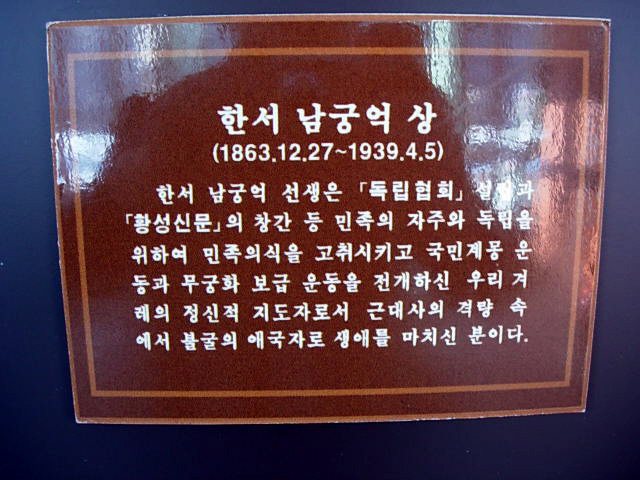 한서 남궁억 상
(1863.12.27~1939.4.5)
한서 남궁억 선생은 「독립협회」 설립과
「황성신문」의 창간 등 민족의 자주와 독립을
위하여 민족의식을 고취시키고 국민계몽 운
동과 무궁화 보급 운동을 전개하신 우리 겨
레의 정신적 지도자로서 근대사의 격량 속
에서 불굴의 애국자로 생애를 마치신 분이다.